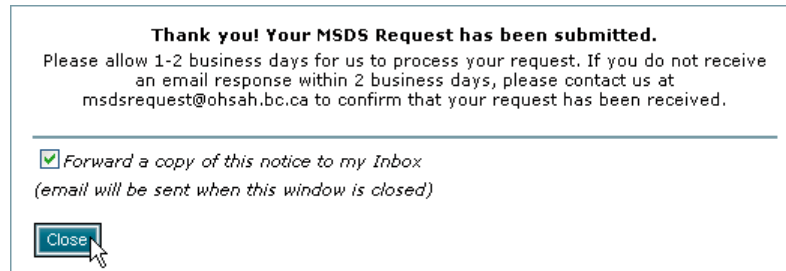 Thank you! Your MSDS Request has been submitted.
Please allow 1-2 business days for us to process your request. If you do not receive
an email response within 2 business days, please contact us at
msdsrequest@ohsah.bc.ca to confirm that your request has been received.
Forward a copy of this notice to my Inbox
(email will be sent when this window is closed)
Close